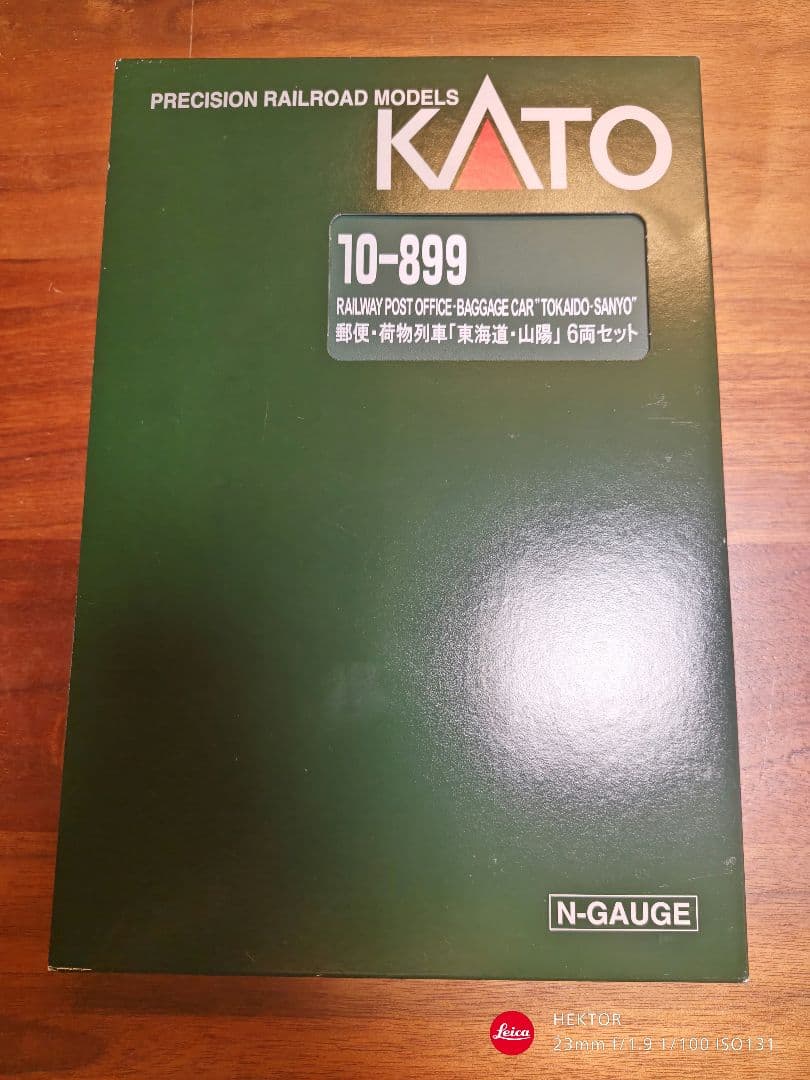 PRECISION RAILROAD MODELS
KATO
10-899
RAILWAY POST OFFICE·BAGGAGE CAR"TOKAIDO·SANYO"
郵便・荷物列車「東海道・山陽」6両セット
N-GAUGE
Leica
HEKTOR
23mm f/1.9 1/100 ISO131